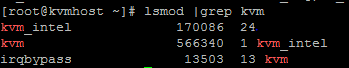 [root@kvmhost ~]# lsmod |grep kvm
kvm_intel 170086 24
kvm 566340 1 kvm_intel
irqbypass 13503 13 kvm